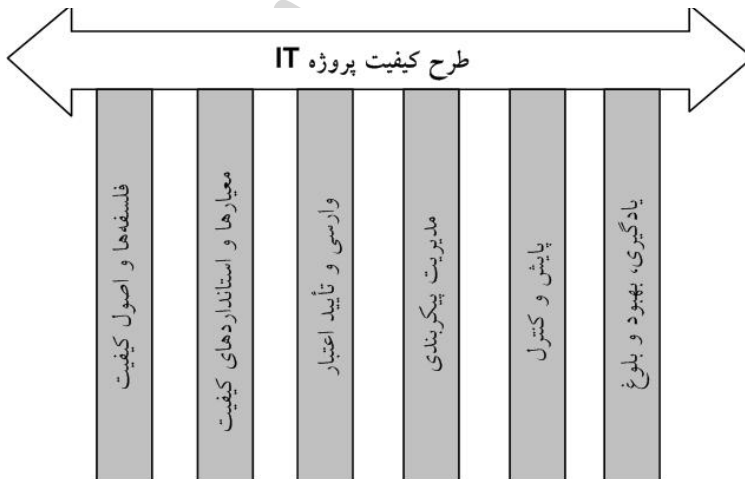 طرح کیفیت پروژه IT
فلسفه‌ها و اصول کیفیت
معیارها و استانداردهای کیفیت
وارسی و تأیید اعتبار
مدیریت پیکربندی
پایش و کنترل
یادگیری، بهبود و بلوغ